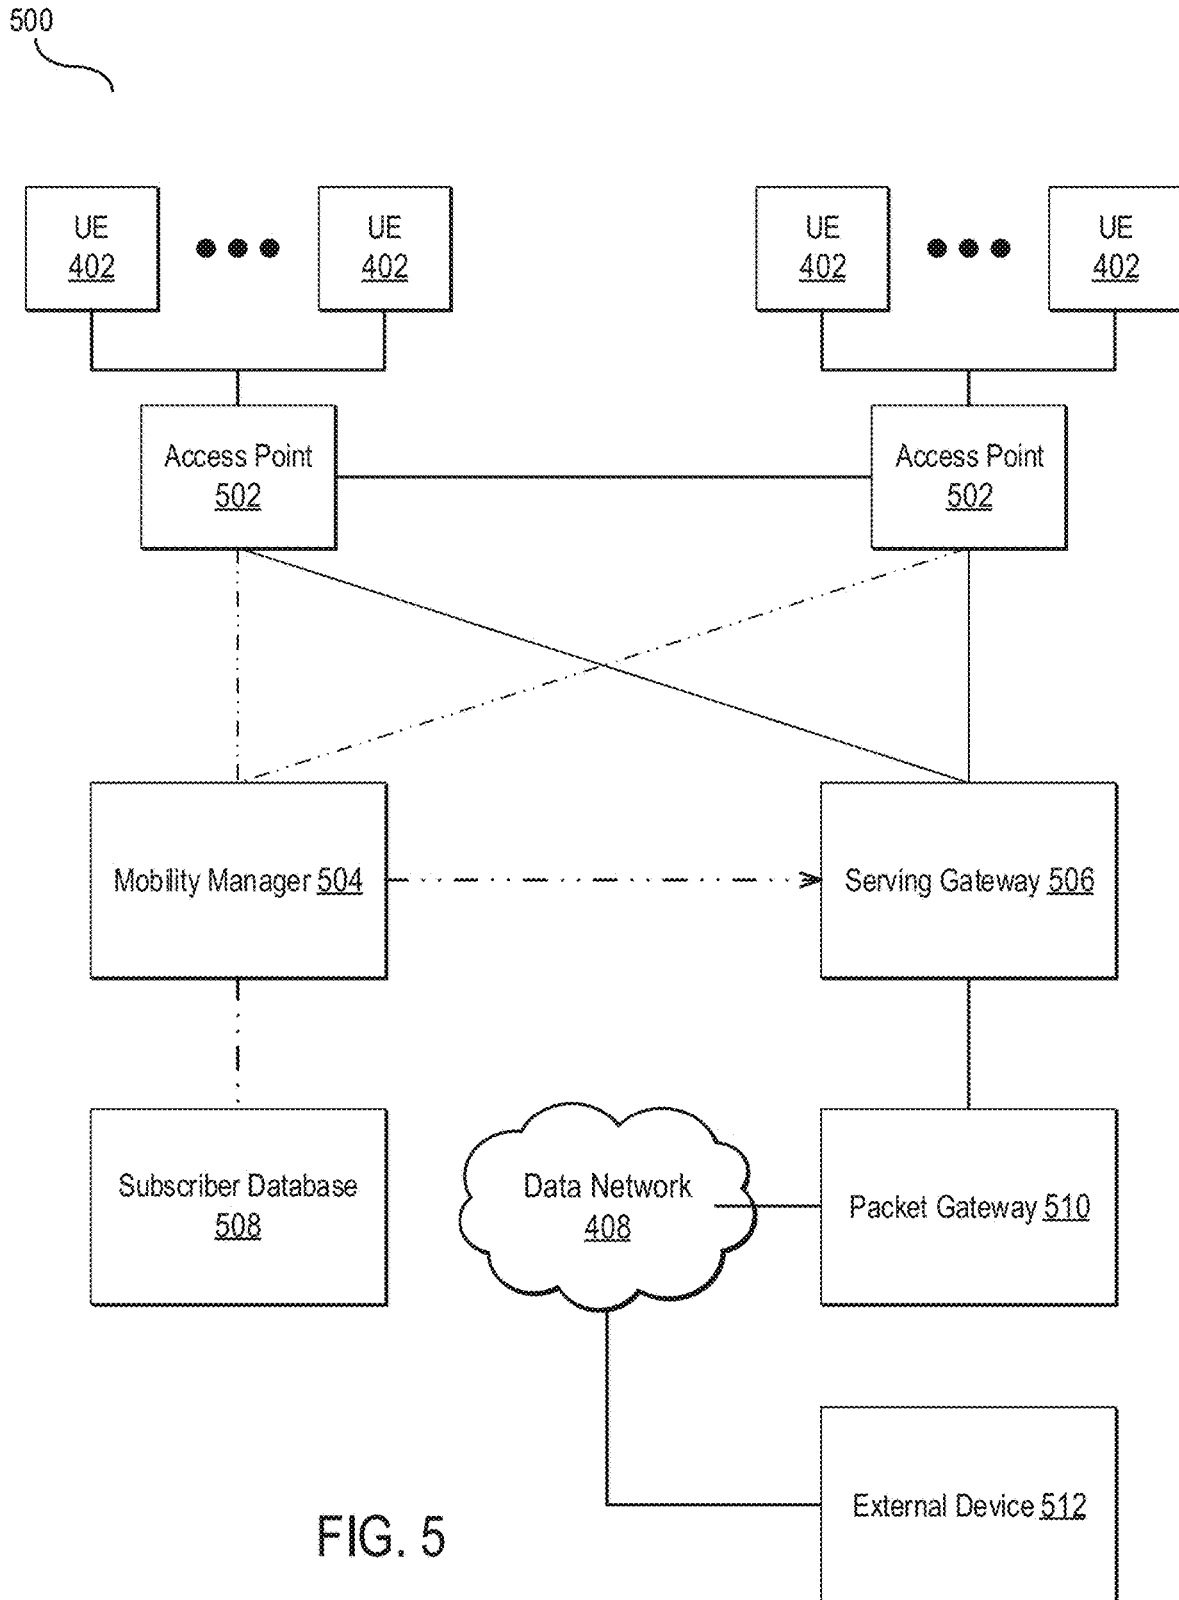 500
UE
402
UE
402
UE
402
UE
402
Access Point
502
Access Point
502
Mobility Manager 504
Serving Gateway 506
Subscriber Database
508
Data Network
408
Packet Gateway 510
External Device 512
FIG. 5